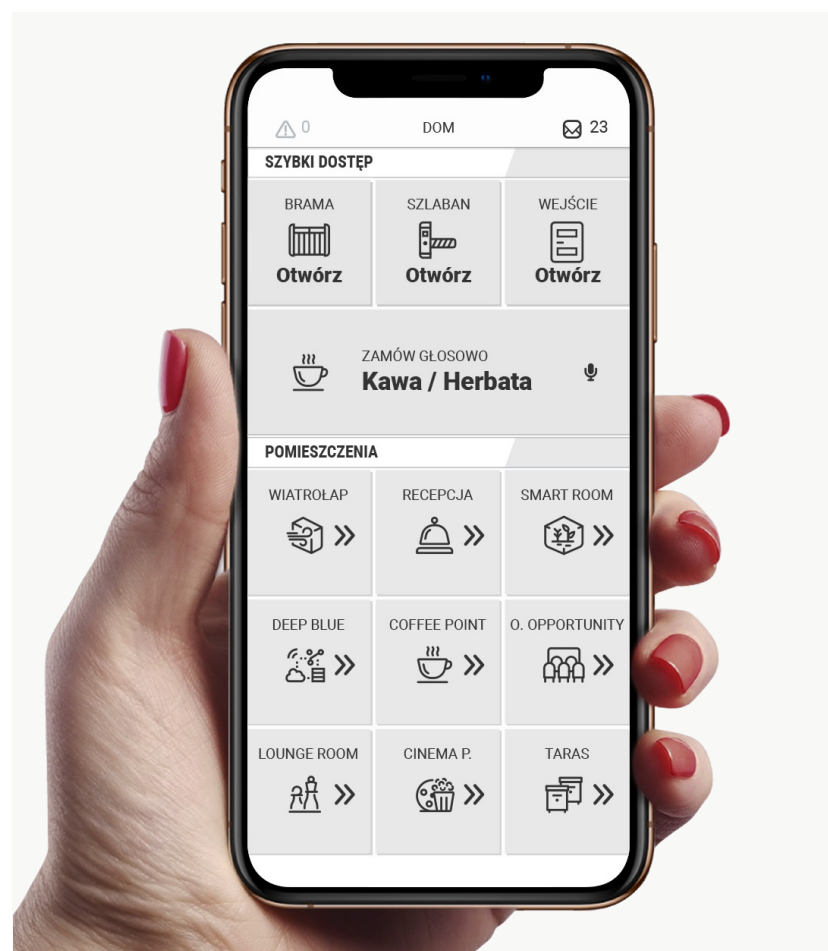 0 DOM 23
SZYBKI DOSTĘP
BRAMA SZLABAN WEJŚCIE
Otwórz Otwórz Otwórz
ZAMÓW GŁOSOWO
Kawa / Herbata
POMIESZCZENIA
WIATROŁAP RECEPCJA SMART ROOM
DEEP BLUE COFFEE POINT O. OPPORTUNITY
LOUNGE ROOM CINEMA P. TARAS